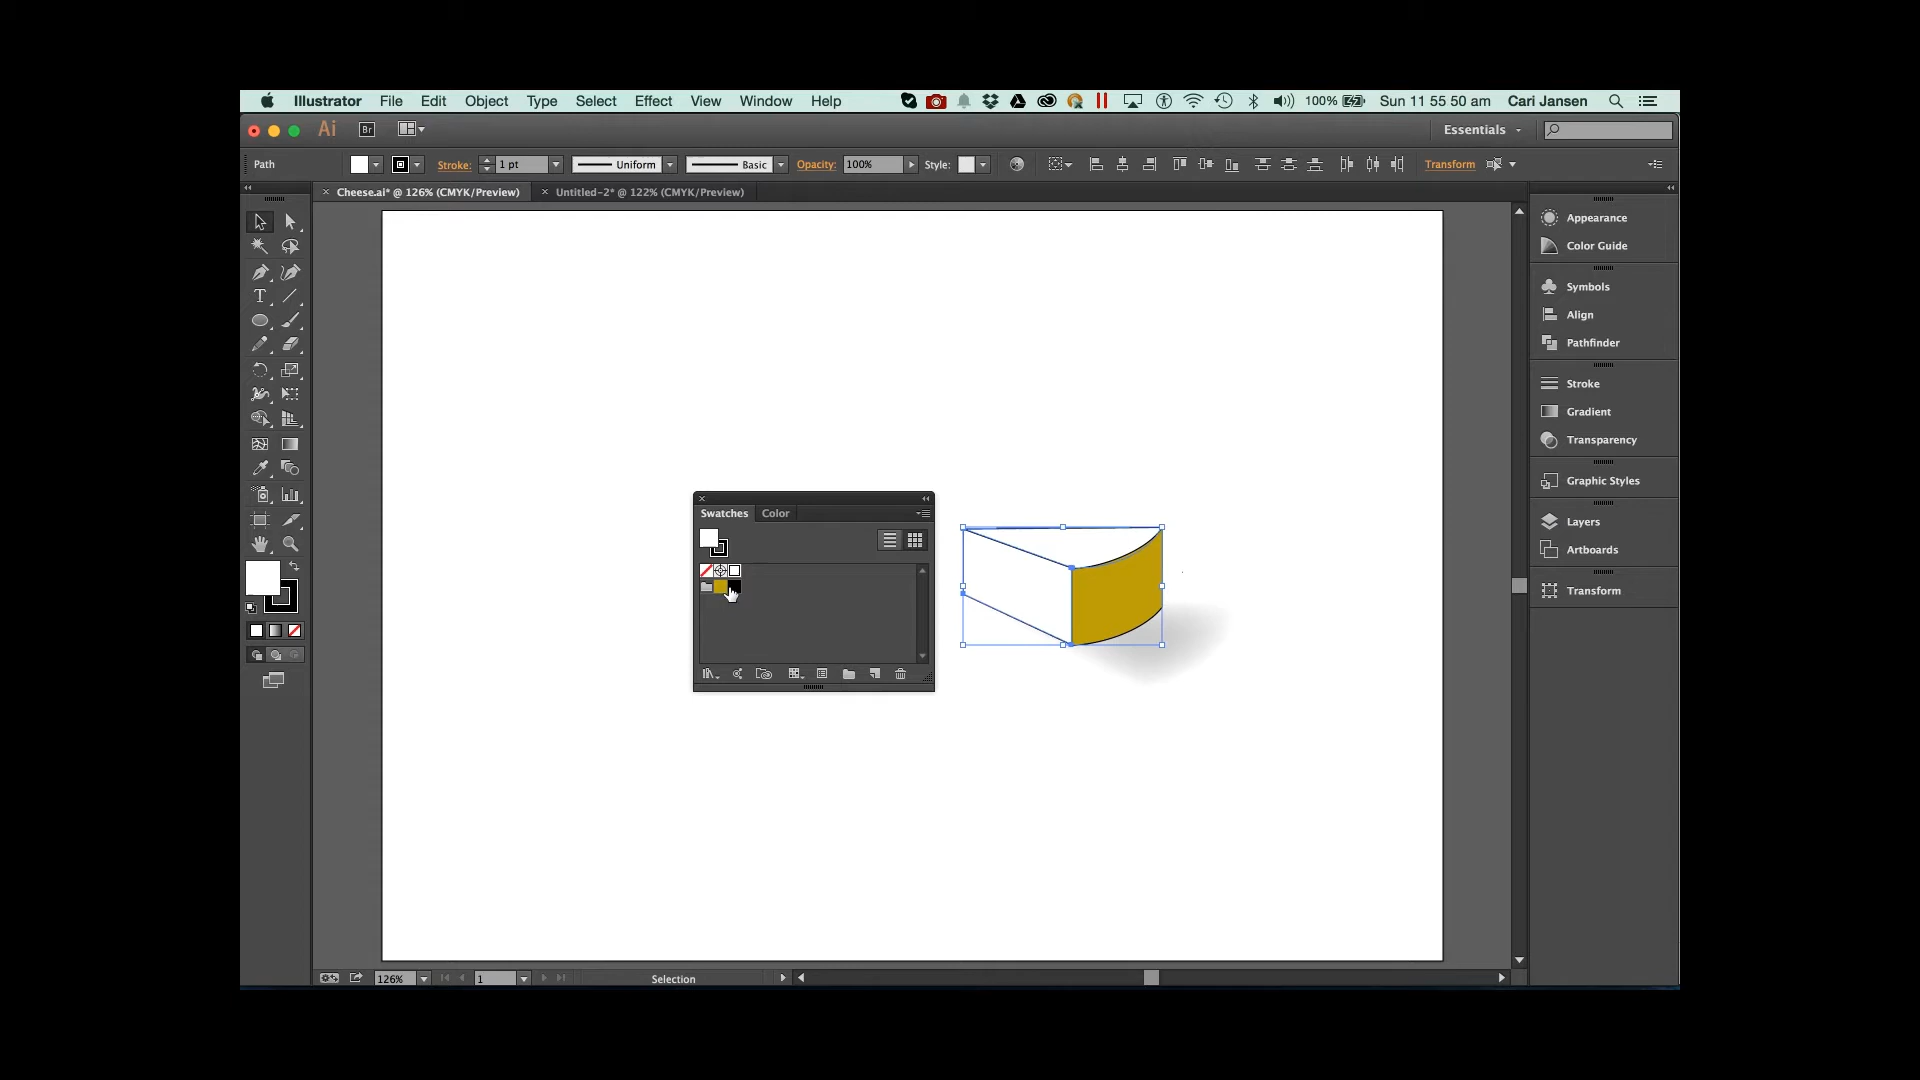 Illustrator File Edit Object Type Select Effect View Window Help 100% Sun 11 55 50 am Cari Jansen
Ai Br Essentials
Path Stroke: 1 pt Uniform Basic Opacity: 100% Style: Transform
Cheese.ai* @ 126% (CMYK/Preview) Untitled-2* @ 122% (CMYK/Preview)
Appearance
Color Guide
Symbols
Align
Pathfinder
Stroke
Gradient
Transparency
Graphic Styles
Layers
Artboards
Transform
Swatches Color
126% 1 Selection